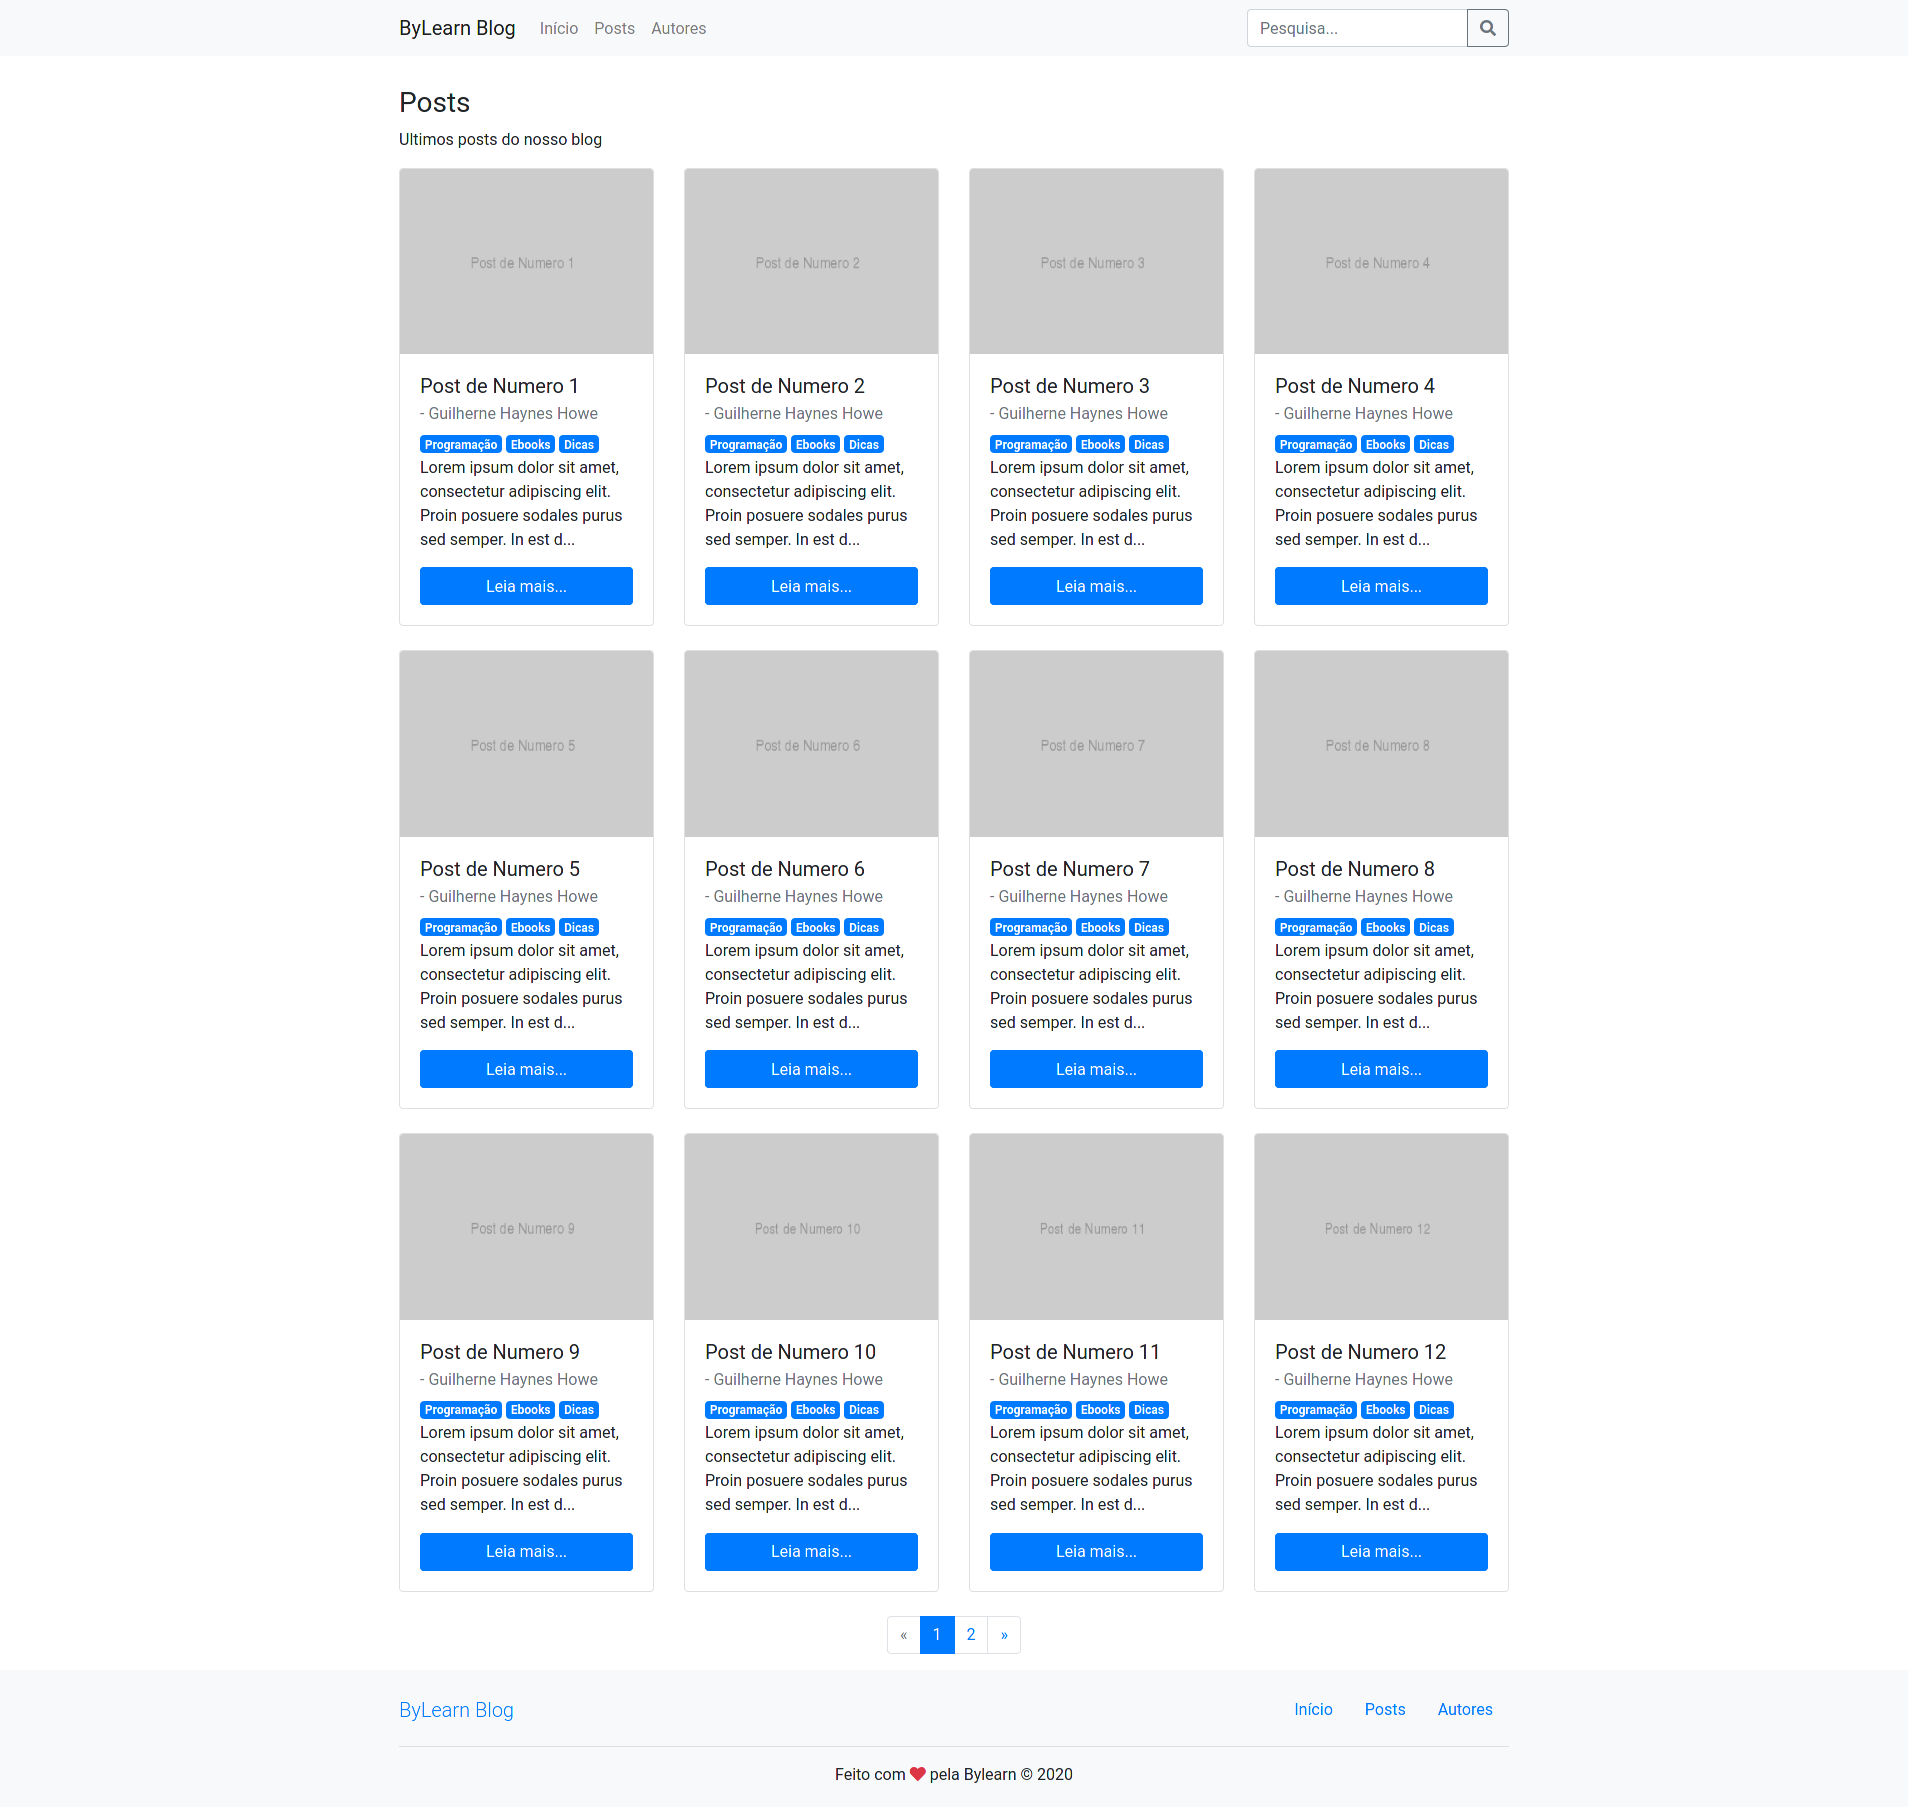 ByLearn Blog Início Posts Autores Pesquisa...
Posts
Ultimos posts do nosso blog
Post de Numero 1
Post de Numero 1
- Guilherne Haynes Howe
Programação Ebooks Dicas
Lorem ipsum dolor sit amet,
consectetur adipiscing elit.
Proin posuere sodales purus
sed semper. In est d...
Leia mais...
Post de Numero 2
Post de Numero 2
- Guilherne Haynes Howe
Programação Ebooks Dicas
Lorem ipsum dolor sit amet,
consectetur adipiscing elit.
Proin posuere sodales purus
sed semper. In est d...
Leia mais...
Post de Numero 3
Post de Numero 3
- Guilherne Haynes Howe
Programação Ebooks Dicas
Lorem ipsum dolor sit amet,
consectetur adipiscing elit.
Proin posuere sodales purus
sed semper. In est d...
Leia mais...
Post de Numero 4
Post de Numero 4
- Guilherne Haynes Howe
Programação Ebooks Dicas
Lorem ipsum dolor sit amet,
consectetur adipiscing elit.
Proin posuere sodales purus
sed semper. In est d...
Leia mais...
Post de Numero 5
Post de Numero 5
- Guilherne Haynes Howe
Programação Ebooks Dicas
Lorem ipsum dolor sit amet,
consectetur adipiscing elit.
Proin posuere sodales purus
sed semper. In est d...
Leia mais...
Post de Numero 6
Post de Numero 6
- Guilherne Haynes Howe
Programação Ebooks Dicas
Lorem ipsum dolor sit amet,
consectetur adipiscing elit.
Proin posuere sodales purus
sed semper. In est d...
Leia mais...
Post de Numero 7
Post de Numero 7
- Guilherne Haynes Howe
Programação Ebooks Dicas
Lorem ipsum dolor sit amet,
consectetur adipiscing elit.
Proin posuere sodales purus
sed semper. In est d...
Leia mais...
Post de Numero 8
Post de Numero 8
- Guilherne Haynes Howe
Programação Ebooks Dicas
Lorem ipsum dolor sit amet,
consectetur adipiscing elit.
Proin posuere sodales purus
sed semper. In est d...
Leia mais...
Post de Numero 9
Post de Numero 9
- Guilherne Haynes Howe
Programação Ebooks Dicas
Lorem ipsum dolor sit amet,
consectetur adipiscing elit.
Proin posuere sodales purus
sed semper. In est d...
Leia mais...
Post de Numero 10
Post de Numero 10
- Guilherne Haynes Howe
Programação Ebooks Dicas
Lorem ipsum dolor sit amet,
consectetur adipiscing elit.
Proin posuere sodales purus
sed semper. In est d...
Leia mais...
Post de Numero 11
Post de Numero 11
- Guilherne Haynes Howe
Programação Ebooks Dicas
Lorem ipsum dolor sit amet,
consectetur adipiscing elit.
Proin posuere sodales purus
sed semper. In est d...
Leia mais...
Post de Numero 12
Post de Numero 12
- Guilherne Haynes Howe
Programação Ebooks Dicas
Lorem ipsum dolor sit amet,
consectetur adipiscing elit.
Proin posuere sodales purus
sed semper. In est d...
Leia mais...
« 1 2 »
ByLearn Blog Início Posts Autores
Feito com ❤ pela Bylearn © 2020